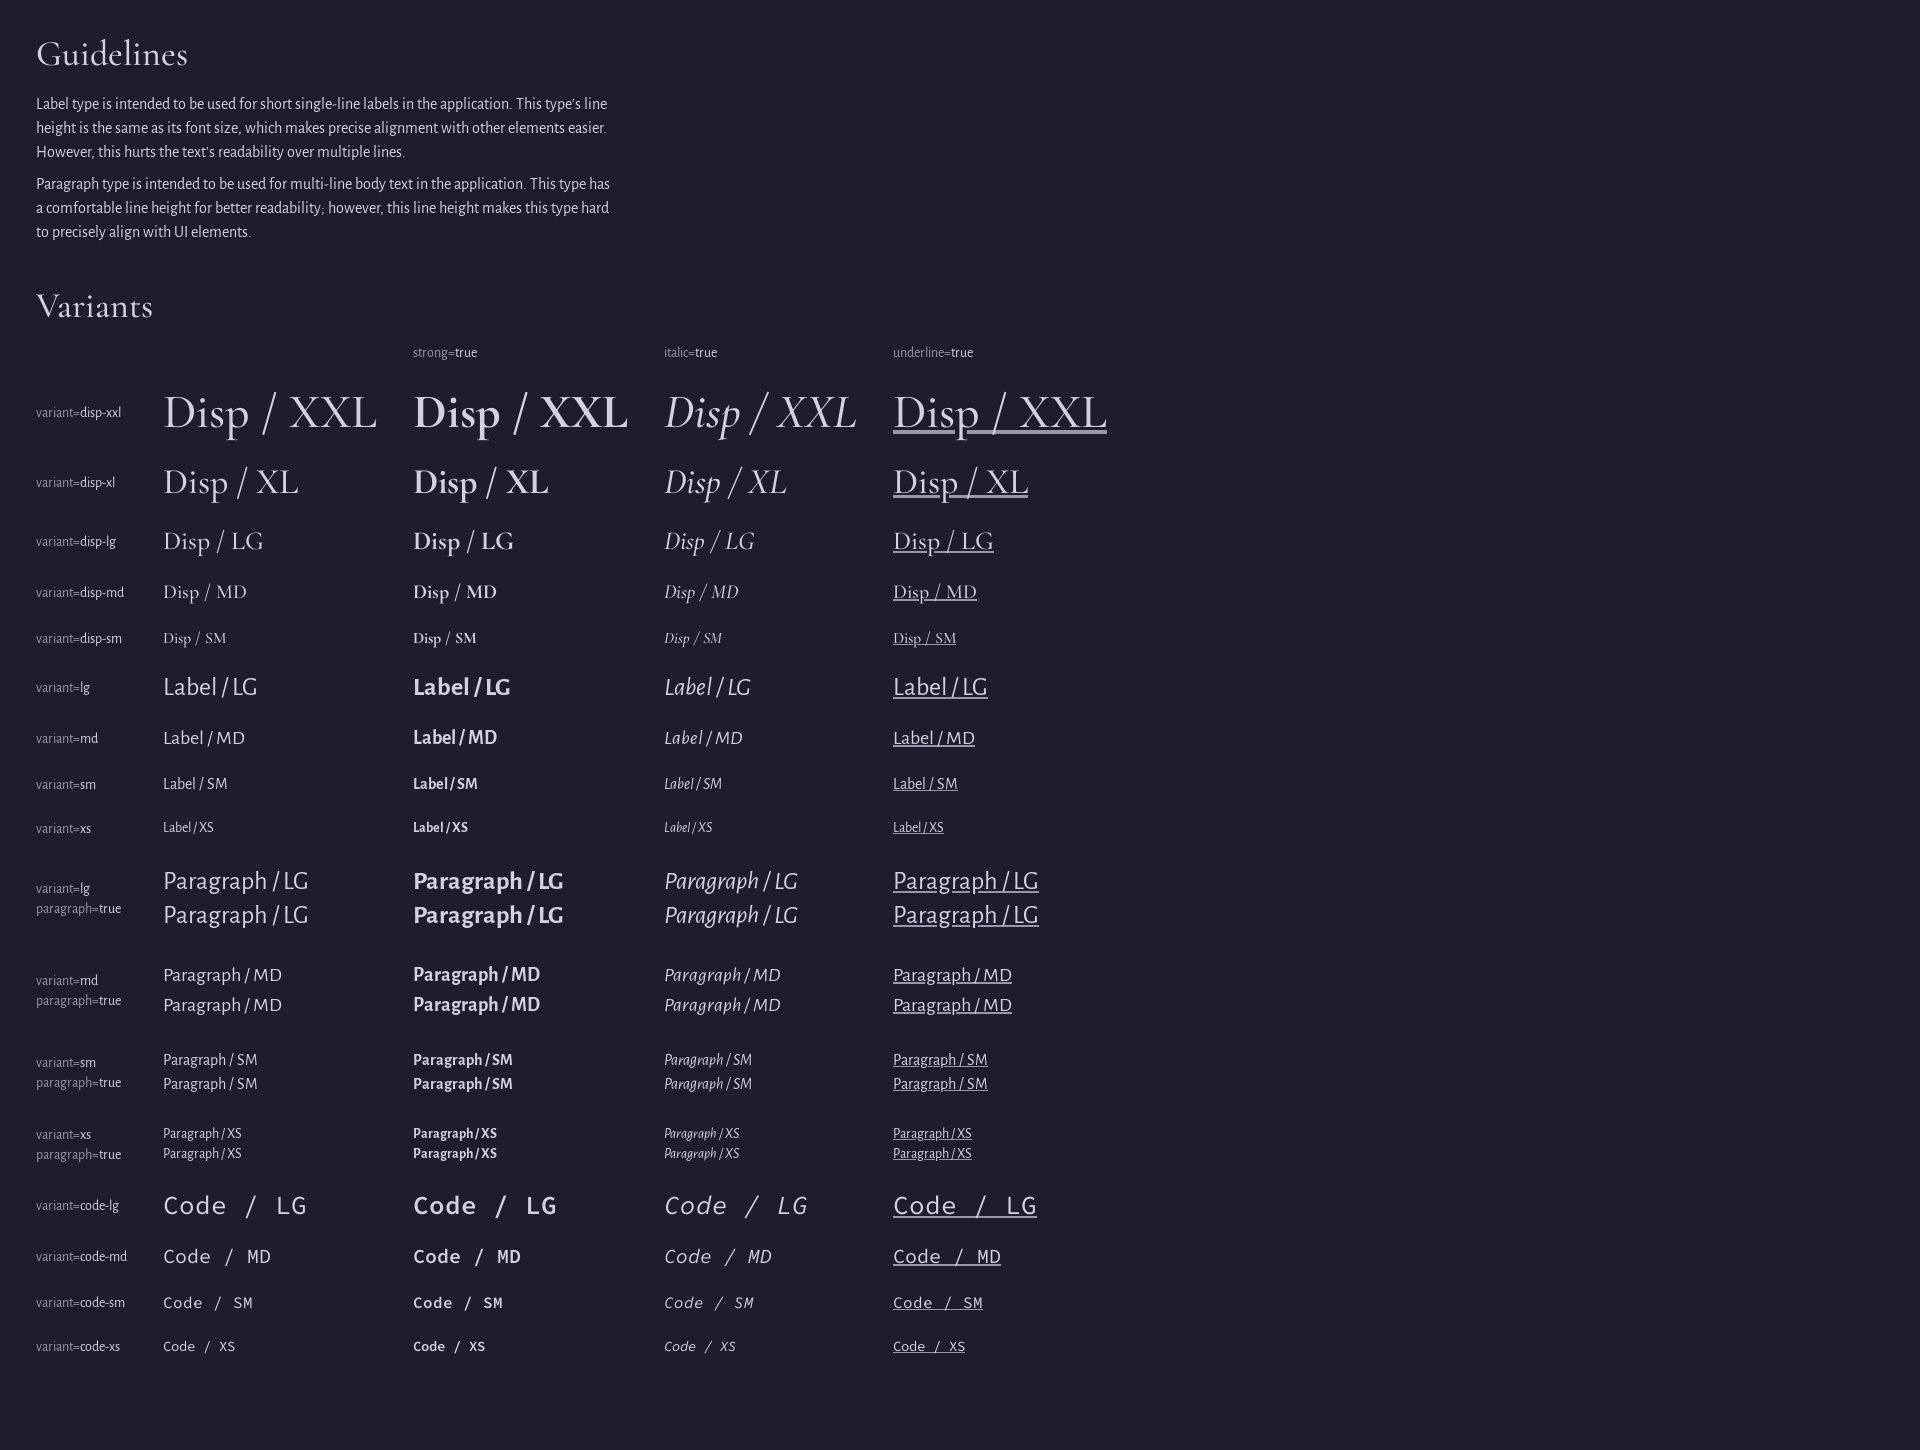 Guidelines
Label type is intended to be used for short single-line labels in the application. This type's line
height is the same as its font size, which makes precise alignment with other elements easier.
However, this hurts the text's readability over multiple lines.
Paragraph type is intended to be used for multi-line body text in the application. This type has
a comfortable line height for better readability; however, this line height makes this type hard
to precisely align with UI elements.
Variants
strong=true italic=true underline=true
variant=disp-xxl Disp / XXL Disp / XXL Disp / XXL Disp / XXL
variant=disp-xl Disp / XL Disp / XL Disp / XL Disp / XL
variant=disp-lg Disp / LG Disp / LG Disp / LG Disp / LG
variant=disp-md Disp / MD Disp / MD Disp / MD Disp / MD
variant=disp-sm Disp / SM Disp / SM Disp / SM Disp / SM
variant=lg Label / LG Label / LG Label / LG Label / LG
variant=md Label / MD Label / MD Label / MD Label / MD
variant=sm Label / SM Label / SM Label / SM Label / SM
variant=xs Label / XS Label / XS Label / XS Label / XS
variant=lg Paragraph / LG Paragraph / LG Paragraph / LG Paragraph / LG
paragraph=true Paragraph / LG Paragraph / LG Paragraph / LG Paragraph / LG
variant=md Paragraph / MD Paragraph / MD Paragraph / MD Paragraph / MD
paragraph=true Paragraph / MD Paragraph / MD Paragraph / MD Paragraph / MD
variant=sm Paragraph / SM Paragraph / SM Paragraph / SM Paragraph / SM
paragraph=true Paragraph / SM Paragraph / SM Paragraph / SM Paragraph / SM
variant=xs Paragraph / XS Paragraph / XS Paragraph / XS Paragraph / XS
paragraph=true Paragraph / XS Paragraph / XS Paragraph / XS Paragraph / XS
variant=code-lg Code / LG Code / LG Code / LG Code / LG
variant=code-md Code / MD Code / MD Code / MD Code / MD
variant=code-sm Code / SM Code / SM Code / SM Code / SM
variant=code-xs Code / XS Code / XS Code / XS Code / XS